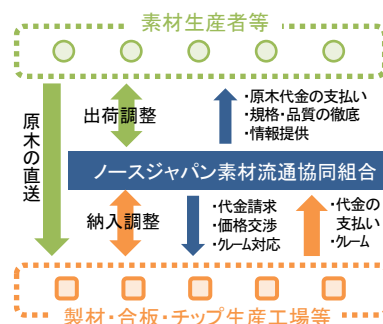 素材生産者等
原木の直送
出荷調整
・原木代金の支払い
・規格・品質の徹底
・情報提供
ノースジャパン素材流通協同組合
納入調整
・代金請求
・価格交渉
・クレーム対応
・代金の
支払い
・クレーム
製材・合板・チップ生産工場等